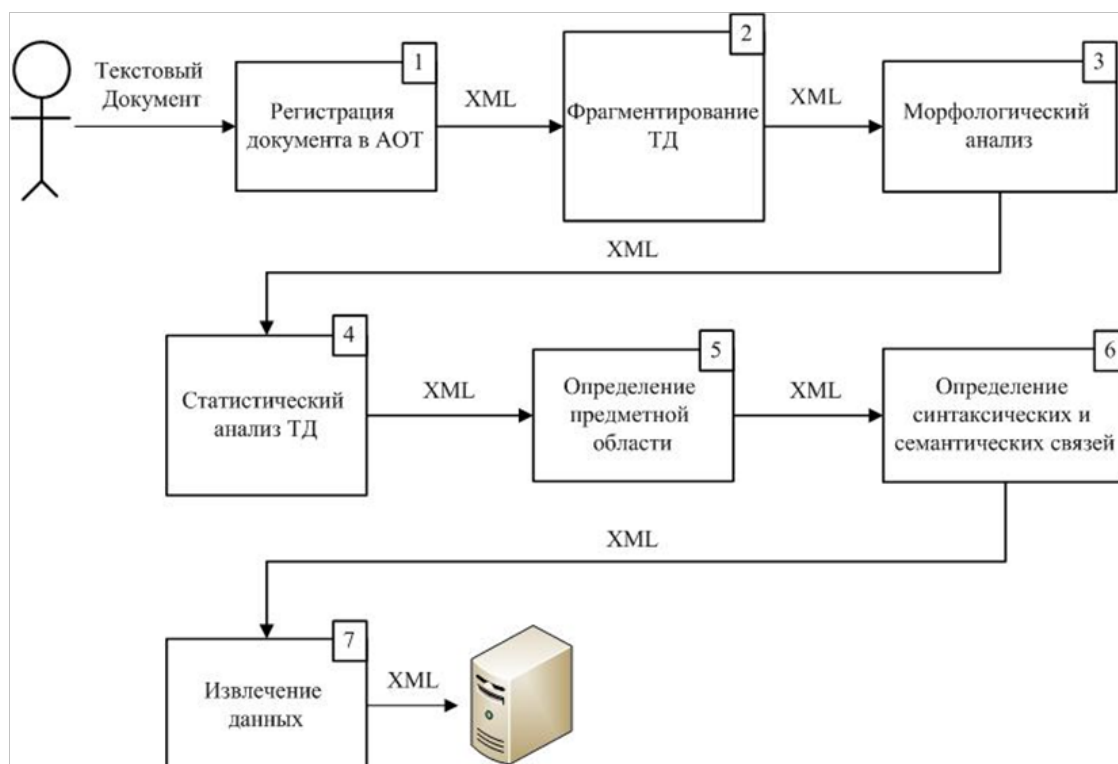 Текстовый
Документ
1
Регистрация
документа в АОТ
XML
2
Фрагментирование
ТД
XML
3
Морфологический
анализ
XML
4
Статистический
анализ ТД
XML
5
Определение
предметной
области
XML
6
Определение
синтаксических и
семантических связей
XML
7
Извлечение
данных
XML